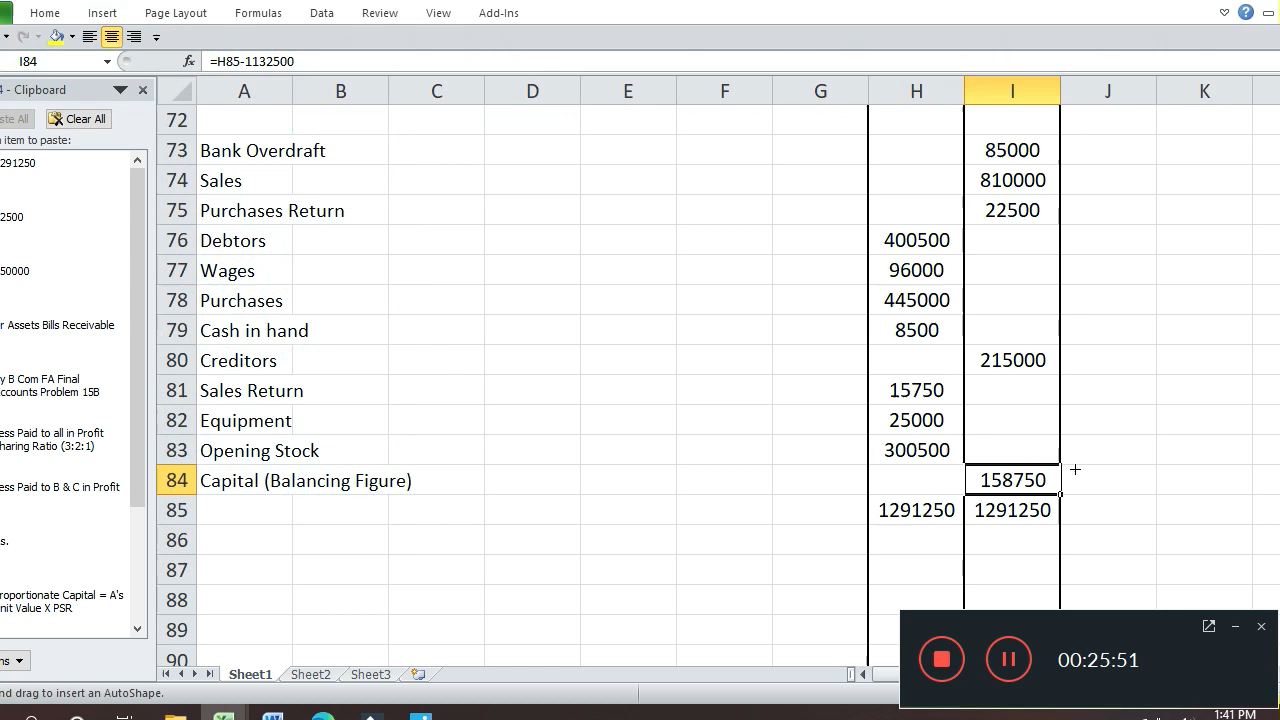 Home Insert Page Layout Formulas Data Review View Add-Ins
I84 fx =H85-1132500
4 - Clipboard
A B C D E F G H I J K
aste All Clear All
n item to paste:
291250
2500
50000
r Assets Bills Receivable
y B Com FA Final
ccounts Problem 15B
ess Paid to all in Profit
haring Ratio (3:2:1)
ess Paid to B & C in Profit
s.
roportionate Capital = A's
nit Value X PSR
ns
72
73 Bank Overdraft 85000
74 Sales 810000
75 Purchases Return 22500
76 Debtors 400500
77 Wages 96000
78 Purchases 445000
79 Cash in hand 8500
80 Creditors 215000
81 Sales Return 15750
82 Equipment 25000
83 Opening Stock 300500
84 Capital (Balancing Figure) 158750
85 1291250 1291250
86
87
88
89
90
00:25:51
Sheet1 Sheet2 Sheet3
and drag to insert an AutoShape.
1:41 PM